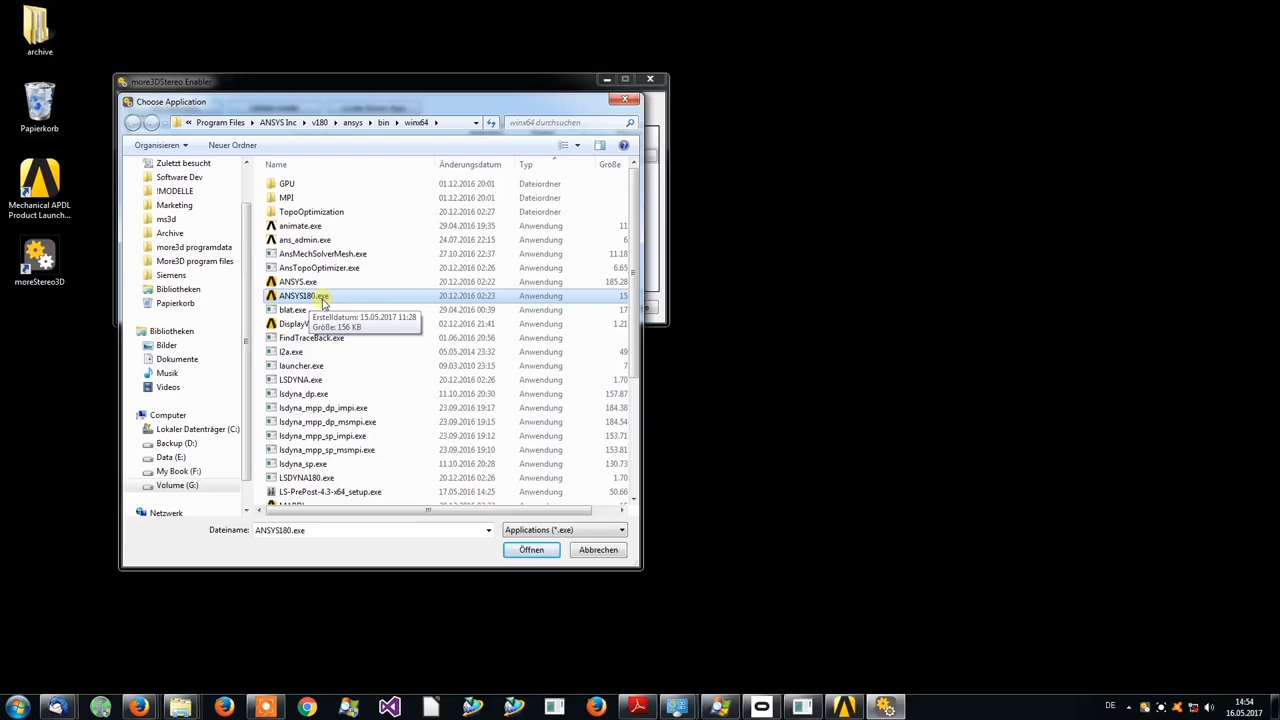 archive
Papierkorb
Mechanical APDL
Product Launch...
moreStereo3D
more3DStereo Enabler
Choose Application
« Program Files ▸ ANSYS Inc ▸ v180 ▸ ansys ▸ bin ▸ winx64 ▸
winx64 durchsuchen
Organisieren
Neuer Ordner
Zuletzt besucht
Software Dev
!MODELLE
Marketing
ms3d
Archive
more3d programdata
More3D program files
Siemens
Bibliotheken
Papierkorb
Bibliotheken
Bilder
Dokumente
Musik
Videos
Computer
Lokaler Datenträger (C:)
Backup (D:)
Data (E:)
My Book (F:)
Volume (G:)
Netzwerk
Name Änderungsdatum Typ Größe
GPU 01.12.2016 20:01 Dateiordner
MPI 01.12.2016 20:01 Dateiordner
TopoOptimization 20.12.2016 02:27 Dateiordner
animate.exe 29.04.2016 19:35 Anwendung 11
ans_admin.exe 24.07.2016 22:15 Anwendung 6
AnsMechSolverMesh.exe 27.10.2016 22:37 Anwendung 11.18
AnsTopoOptimizer.exe 20.12.2016 02:26 Anwendung 6.65
ANSYS.exe 20.12.2016 02:22 Anwendung 185.28
ANSYS180.exe 20.12.2016 02:23 Anwendung 15
blat.exe 29.04.2016 00:39 Anwendung 17
Erstelldatum: 15.05.2017 11:28
Größe: 156 KB
02.12.2016 21:41 Anwendung 1.21
FindTraceBack.exe 01.06.2016 20:56 Anwendung
l2a.exe 05.05.2014 23:32 Anwendung 49
launcher.exe 09.03.2010 23:15 Anwendung 7
LSDYNA.exe 20.12.2016 02:26 Anwendung 1.70
lsdyna_dp.exe 11.10.2016 20:30 Anwendung 157.87
lsdyna_mpp_dp_impi.exe 23.09.2016 19:17 Anwendung 184.38
lsdyna_mpp_dp_msmpi.exe 23.09.2016 19:15 Anwendung 184.54
lsdyna_mpp_sp_impi.exe 23.09.2016 19:12 Anwendung 153.71
lsdyna_mpp_sp_msmpi.exe 23.09.2016 19:10 Anwendung 153.81
lsdyna_sp.exe 11.10.2016 20:28 Anwendung 130.73
LSDYNA180.exe 20.12.2016 02:26 Anwendung 1.70
LS-PrePost-4.3-x64_setup.exe 17.05.2016 14:25 Anwendung 50.66
Dateiname: ANSYS180.exe
Applications (*.exe)
Öffnen
Abbrechen
DE
14:54
16.05.2017